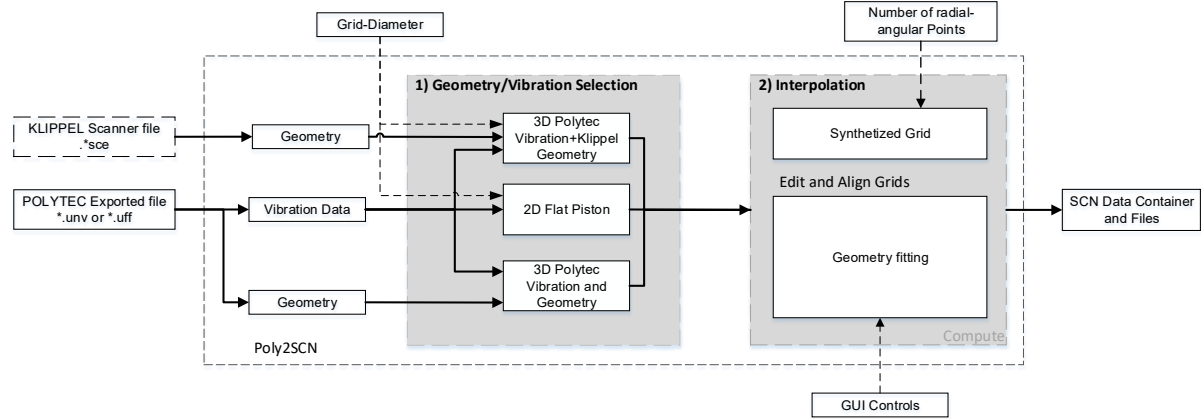 Grid-Diameter
Number of radial-
angular Points
1) Geometry/Vibration Selection
2) Interpolation
KLIPPEL Scanner file
.*sce
Geometry
3D Polytec
Vibration+Klippel
Geometry
Synthetized Grid
Edit and Align Grids
POLYTEC Exported file
*.unv or *.uff
Vibration Data
2D Flat Piston
SCN Data Container
and Files
Geometry fitting
Geometry
3D Polytec
Vibration and
Geometry
Compute
Poly2SCN
GUI Controls